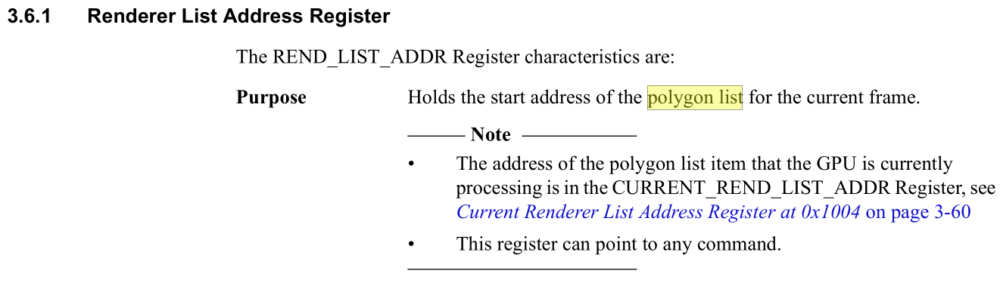 3.6.1 Renderer List Address Register
The REND_LIST_ADDR Register characteristics are:
Purpose Holds the start address of the polygon list for the current frame.
Note
• The address of the polygon list item that the GPU is currently
processing is in the CURRENT_REND_LIST_ADDR Register, see
Current Renderer List Address Register at 0x1004 on page 3-60
• This register can point to any command.